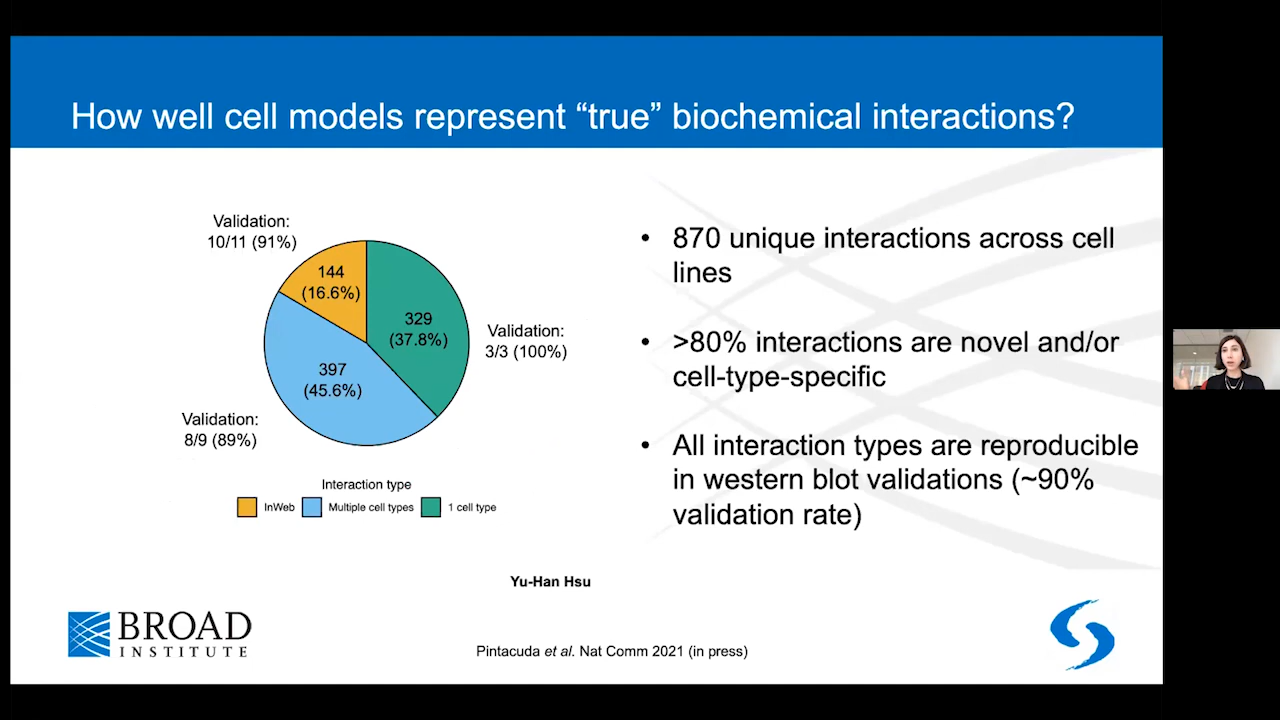 How well cell models represent “true” biochemical interactions?
Validation:
10/11 (91%)
144
(16.6%)
329
(37.8%)
Validation:
3/3 (100%)
397
(45.6%)
Validation:
8/9 (89%)
Interaction type
InWeb Multiple cell types 1 cell type
• 870 unique interactions across cell
lines
• >80% interactions are novel and/or
cell-type-specific
• All interaction types are reproducible
in western blot validations (~90%
validation rate)
Yu-Han Hsu
BROAD
INSTITUTE
Pintacuda et al. Nat Comm 2021 (in press)